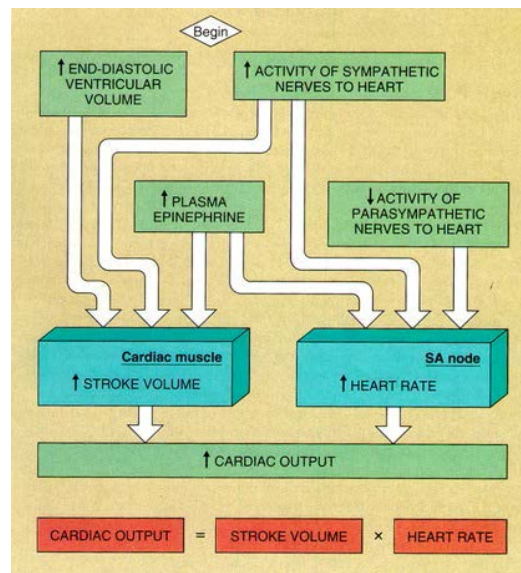 Begin
↑ END-DIASTOLIC
VENTRICULAR
VOLUME
↑ ACTIVITY OF SYMPATHETIC
NERVES TO HEART
↑ PLASMA
EPINEPHRINE
↓ ACTIVITY OF
PARASYMPATHETIC
NERVES TO HEART
Cardiac muscle
↑ STROKE VOLUME
SA node
↑ HEART RATE
↑ CARDIAC OUTPUT
CARDIAC OUTPUT = STROKE VOLUME × HEART RATE